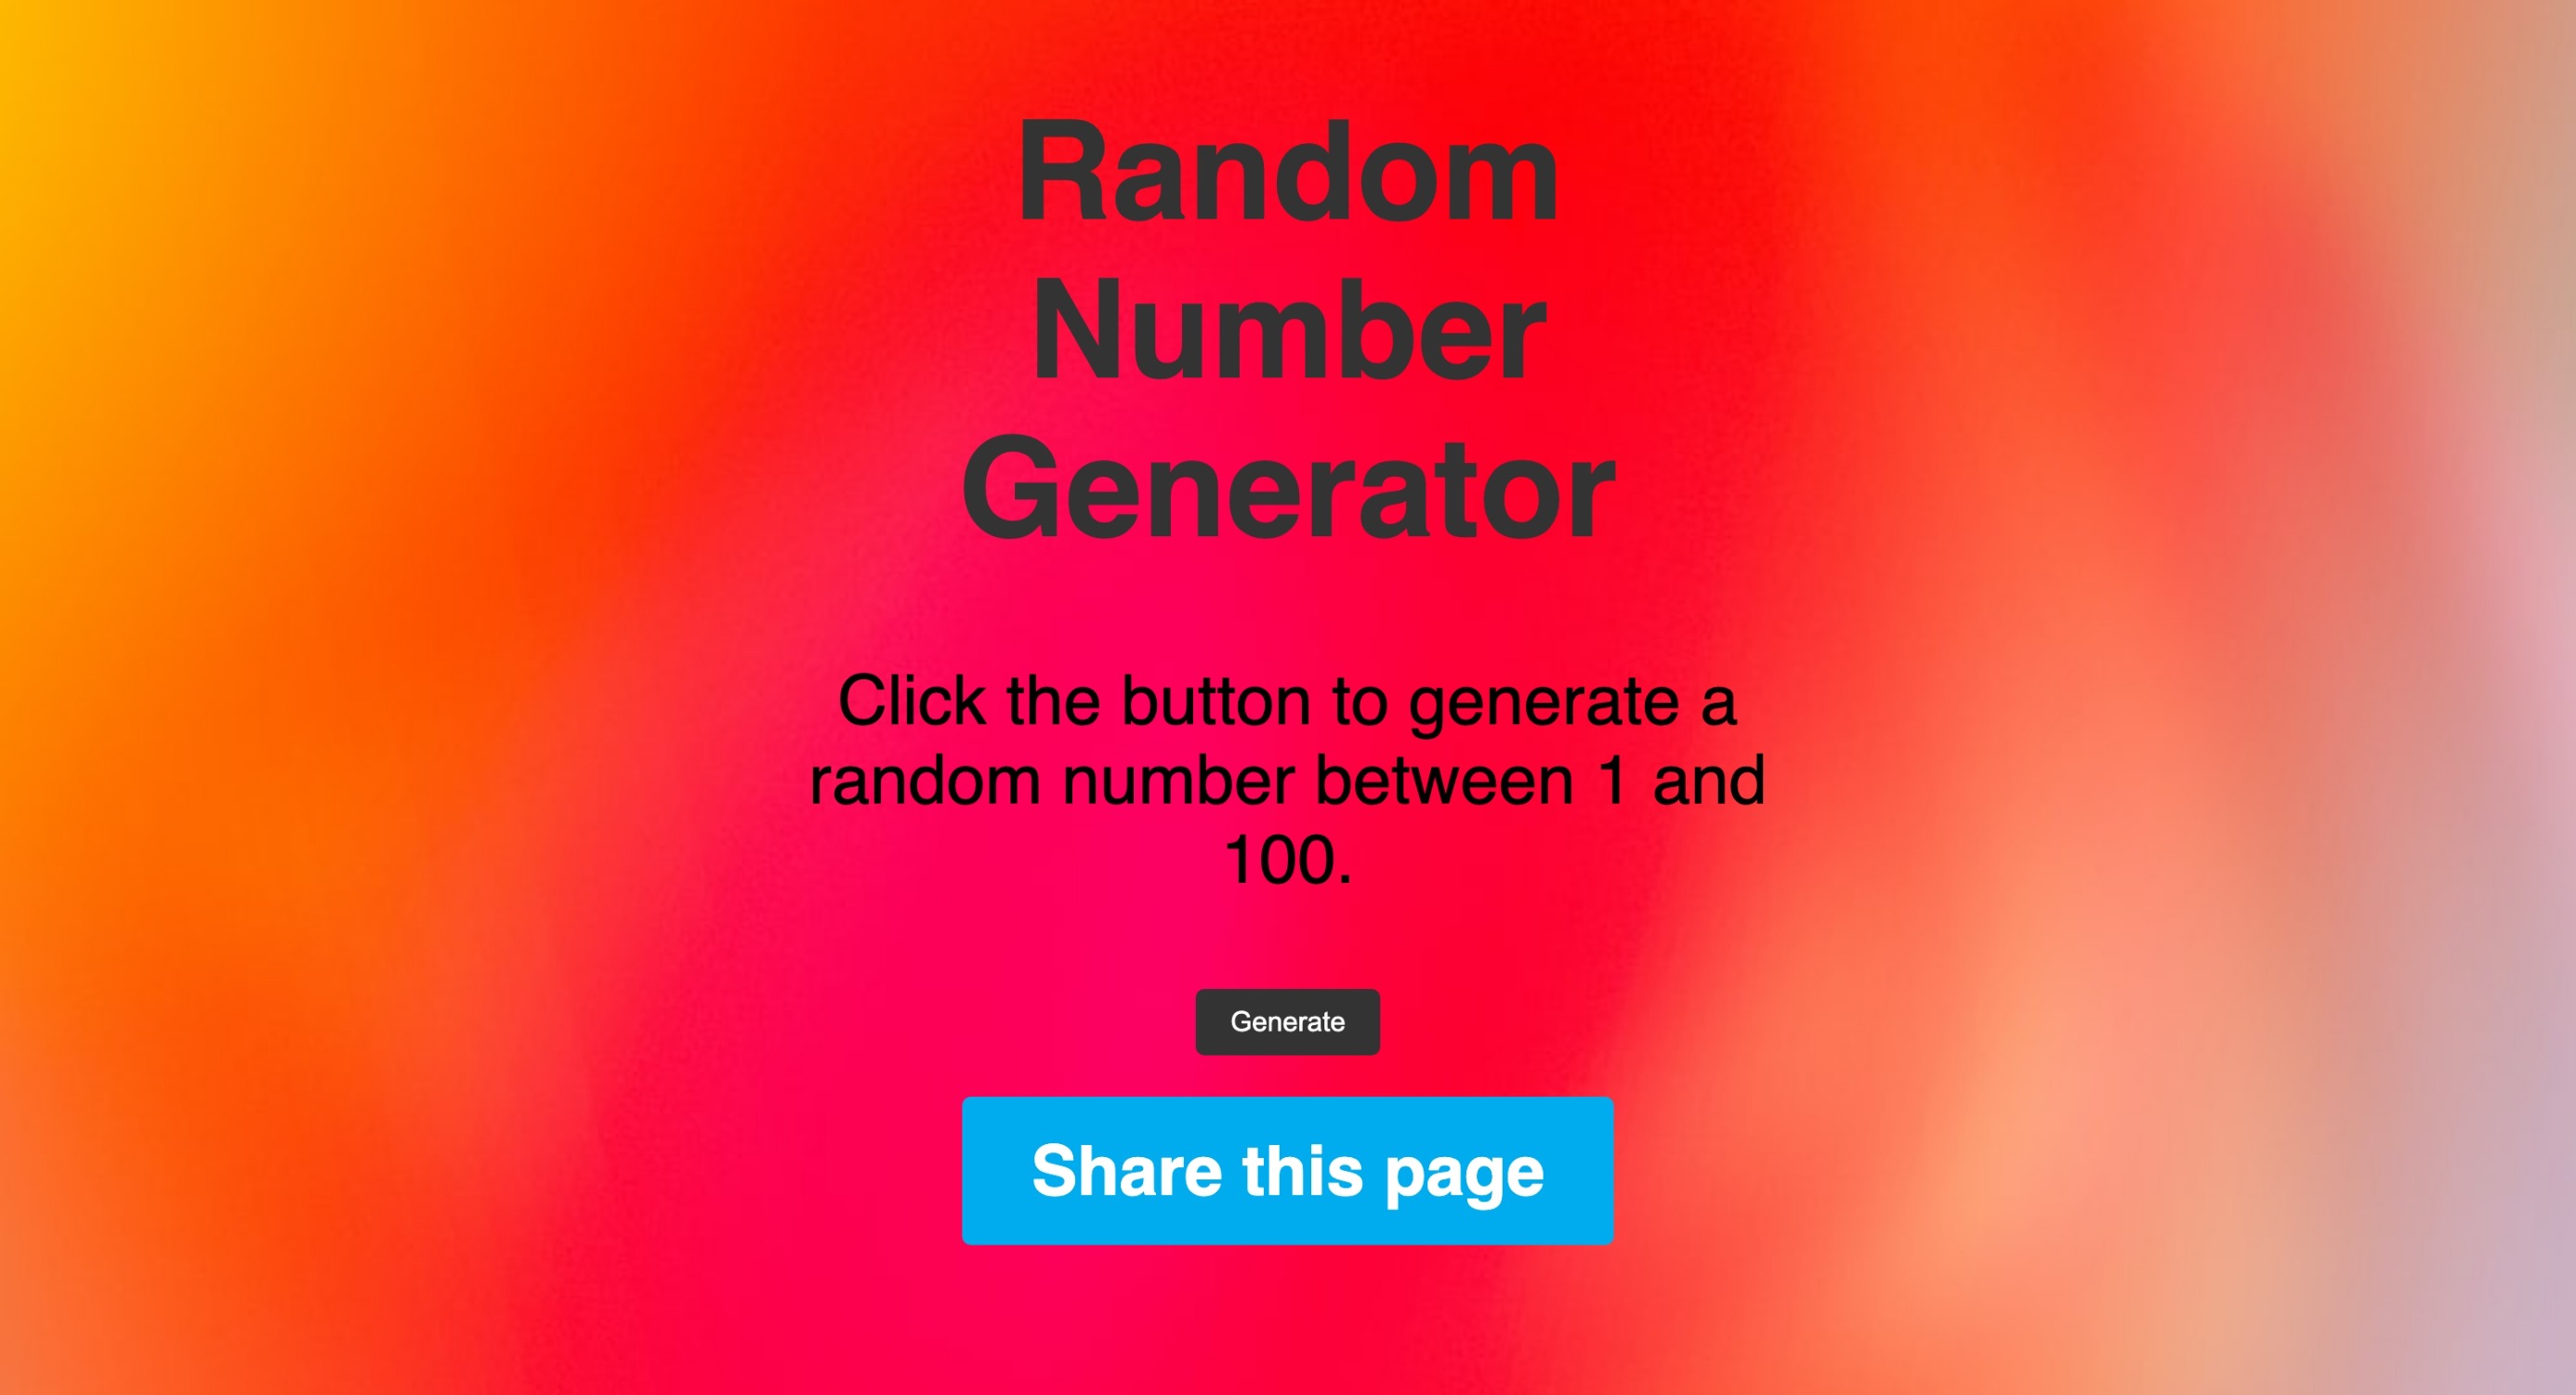 Random
Number
Generator
Click the button to generate a
random number between 1 and
100.
Generate
Share this page